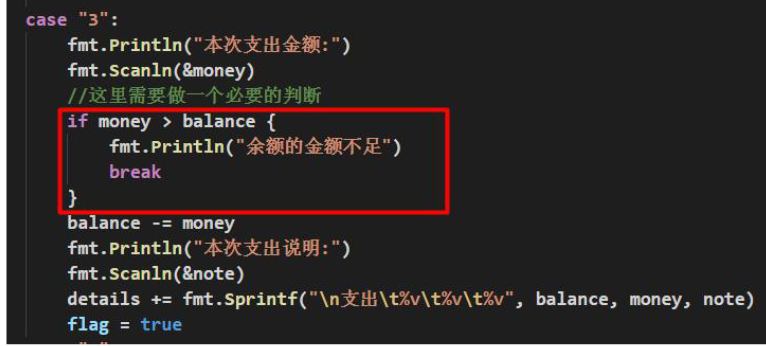 case "3":
fmt.Println("本次支出金额:")
fmt.Scanln(&money)
//这里需要做一个必要的判断
if money > balance {
fmt.Println("余额的金额不足")
break
}
balance -= money
fmt.Println("本次支出说明:")
fmt.Scanln(&note)
details += fmt.Sprintf("\n支出\t%v\t%v\t%v", balance, money, note)
flag = true